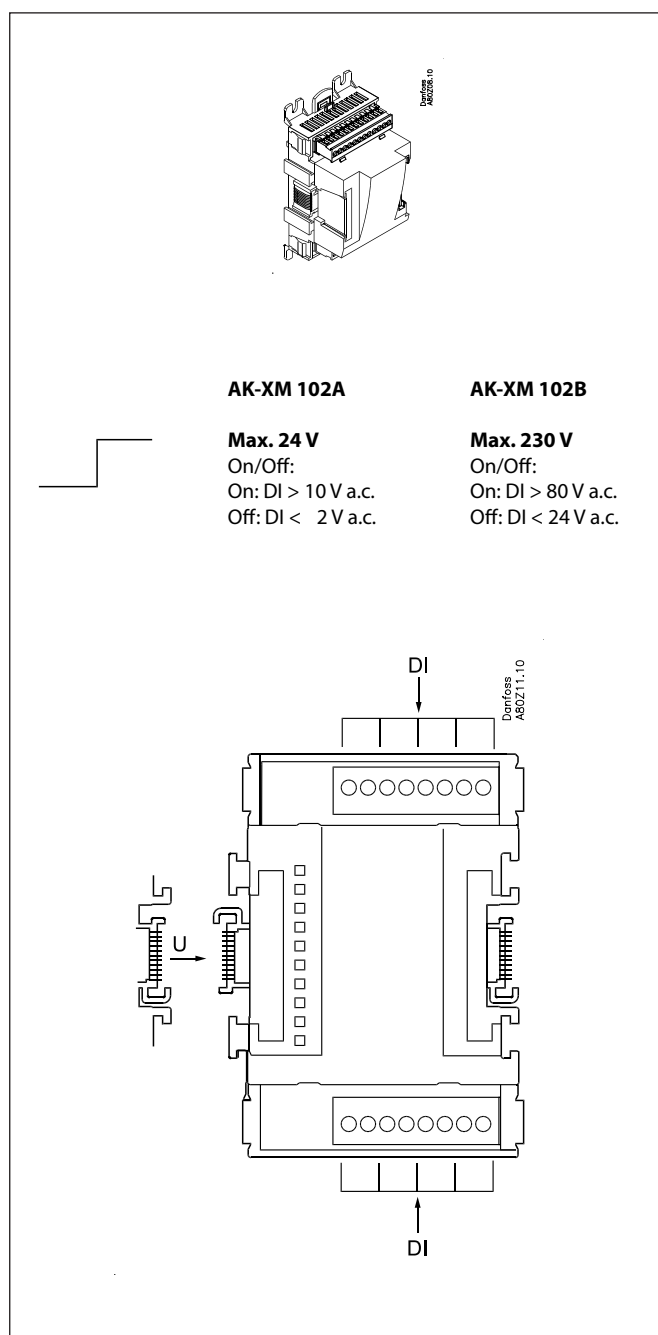 Danfoss
A80Z08.10
AK-XM 102A
Max. 24 V
On/Off:
On: DI > 10 V a.c.
Off: DI < 2 V a.c.
AK-XM 102B
Max. 230 V
On/Off:
On: DI > 80 V a.c.
Off: DI < 24 V a.c.
DI
Danfoss
A80Z11.10
U
DI